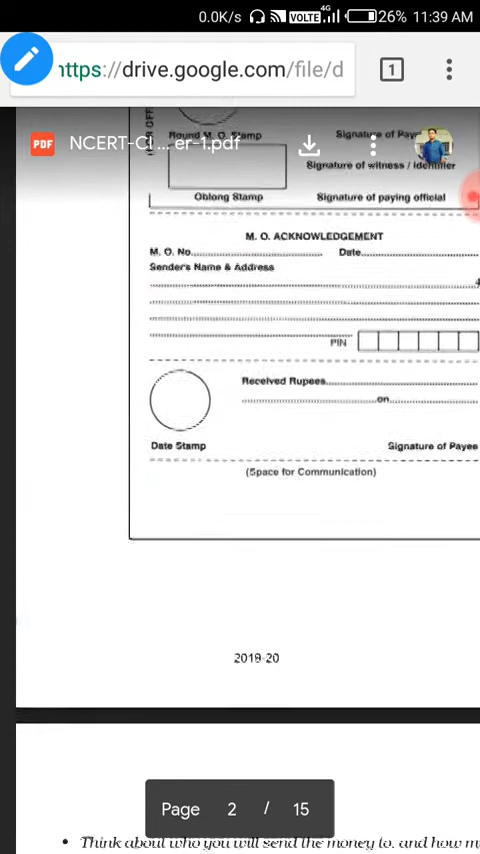 0.0K/s VOLTE 4G 26% 11:39 AM
https://drive.google.com/file/d 1
PDF NCERT-Cl ... er-1.pdf
Round M. O. Stamp Signature of Pay
Signature of witness / Identifier
Oblong Stamp Signature of paying official
M. O. ACKNOWLEDGEMENT
M. O. No. Date
Sender's Name & Address
PIN
Received Rupees
on
Date Stamp Signature of Payee
(Space for Communication)
2019-20
Page 2 / 15
• Think about who you will send the money to, and how m